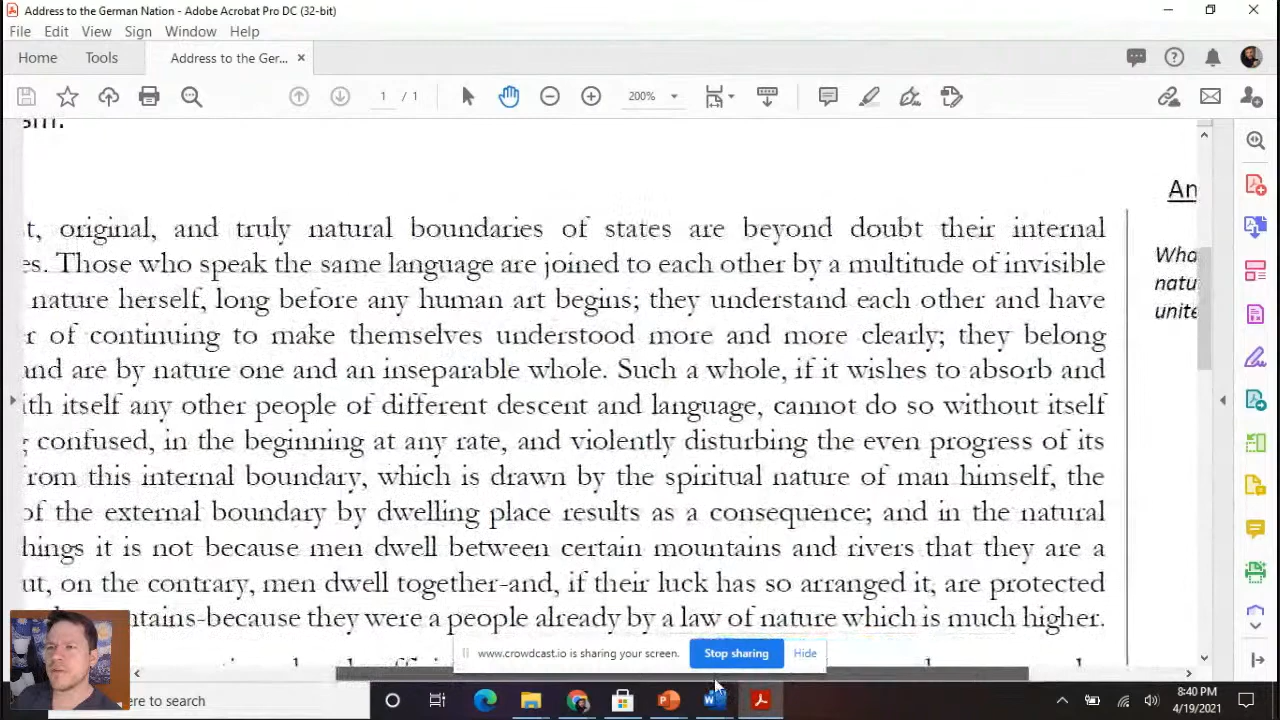 Address to the German Nation - Adobe Acrobat Pro DC (32-bit)
File Edit View Sign Window Help
Home Tools Address to the Ger... ×
1 / 1 200%
An
t, original, and truly natural boundaries of states are beyond doubt their internal
es. Those who speak the same language are joined to each other by a multitude of invisible
Wha
nature herself, long before any human art begins; they understand each other and have
natu
unite
r of continuing to make themselves understood more and more clearly; they belong
and are by nature one and an inseparable whole. Such a whole, if it wishes to absorb and
ith itself any other people of different descent and language, cannot do so without itself
g confused, in the beginning at any rate, and violently disturbing the even progress of its
rom this internal boundary, which is drawn by the spiritual nature of man himself, the
of the external boundary by dwelling place results as a consequence; and in the natural
hings it is not because men dwell between certain mountains and rivers that they are a
ut, on the contrary, men dwell together-and, if their luck has so arranged it, are protected
ntains-because they were a people already by a law of nature which is much higher.
www.crowdcast.io is sharing your screen. Stop sharing Hide
ere to search
8:40 PM
4/19/2021